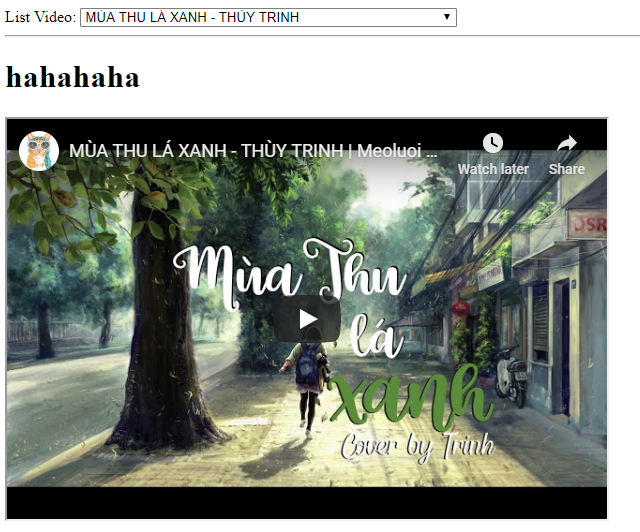 List Video: MÙA THU LÁ XANH - THÙY TRINH
hahahaha
MÙA THU LÁ XANH - THÙY TRINH | Meoluoi ...
Watch later
Share
DSR
Mùa Thu
lá
xanh
Cover by Trinh